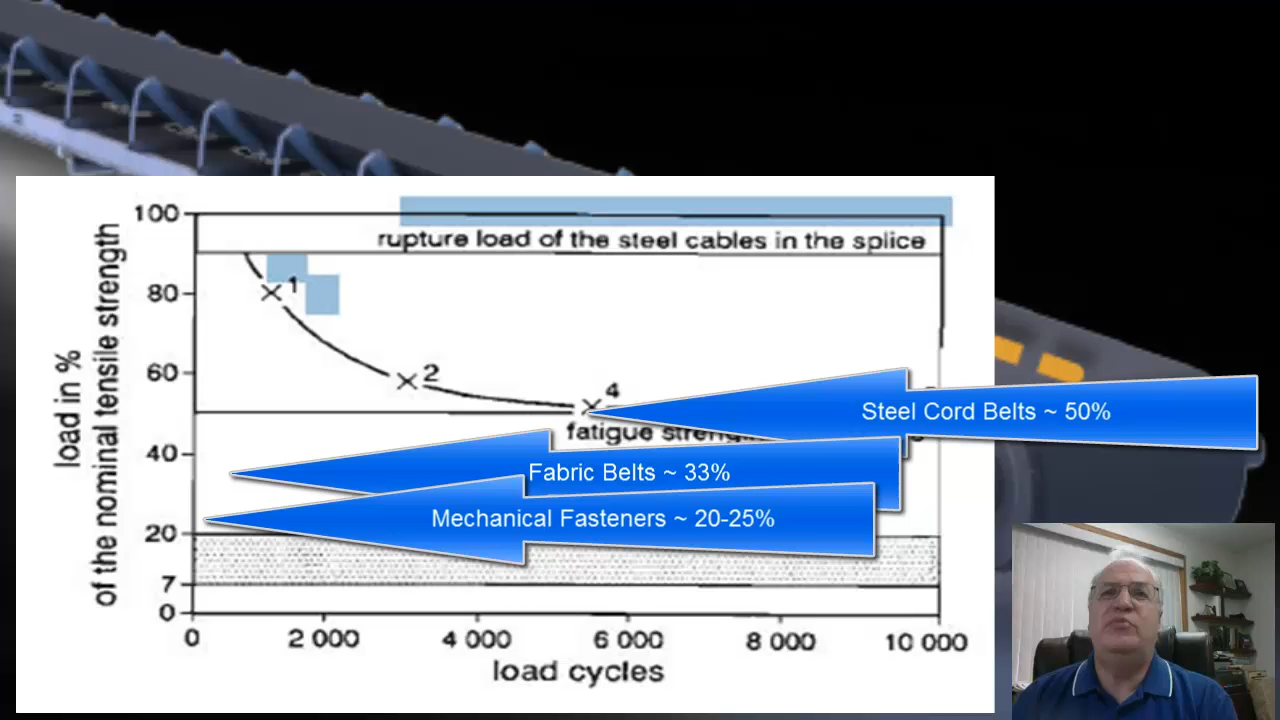 100
rupture load of the steel cables in the splice
1
80
load in %
of the nominal tensile strength
60
2
4
Steel Cord Belts ~ 50%
fatigue
40
Fabric Belts ~ 33%
Mechanical Fasteners ~ 20-25%
20
7
0
0
2 000
4 000
6 000
8 000
10 000
load cycles